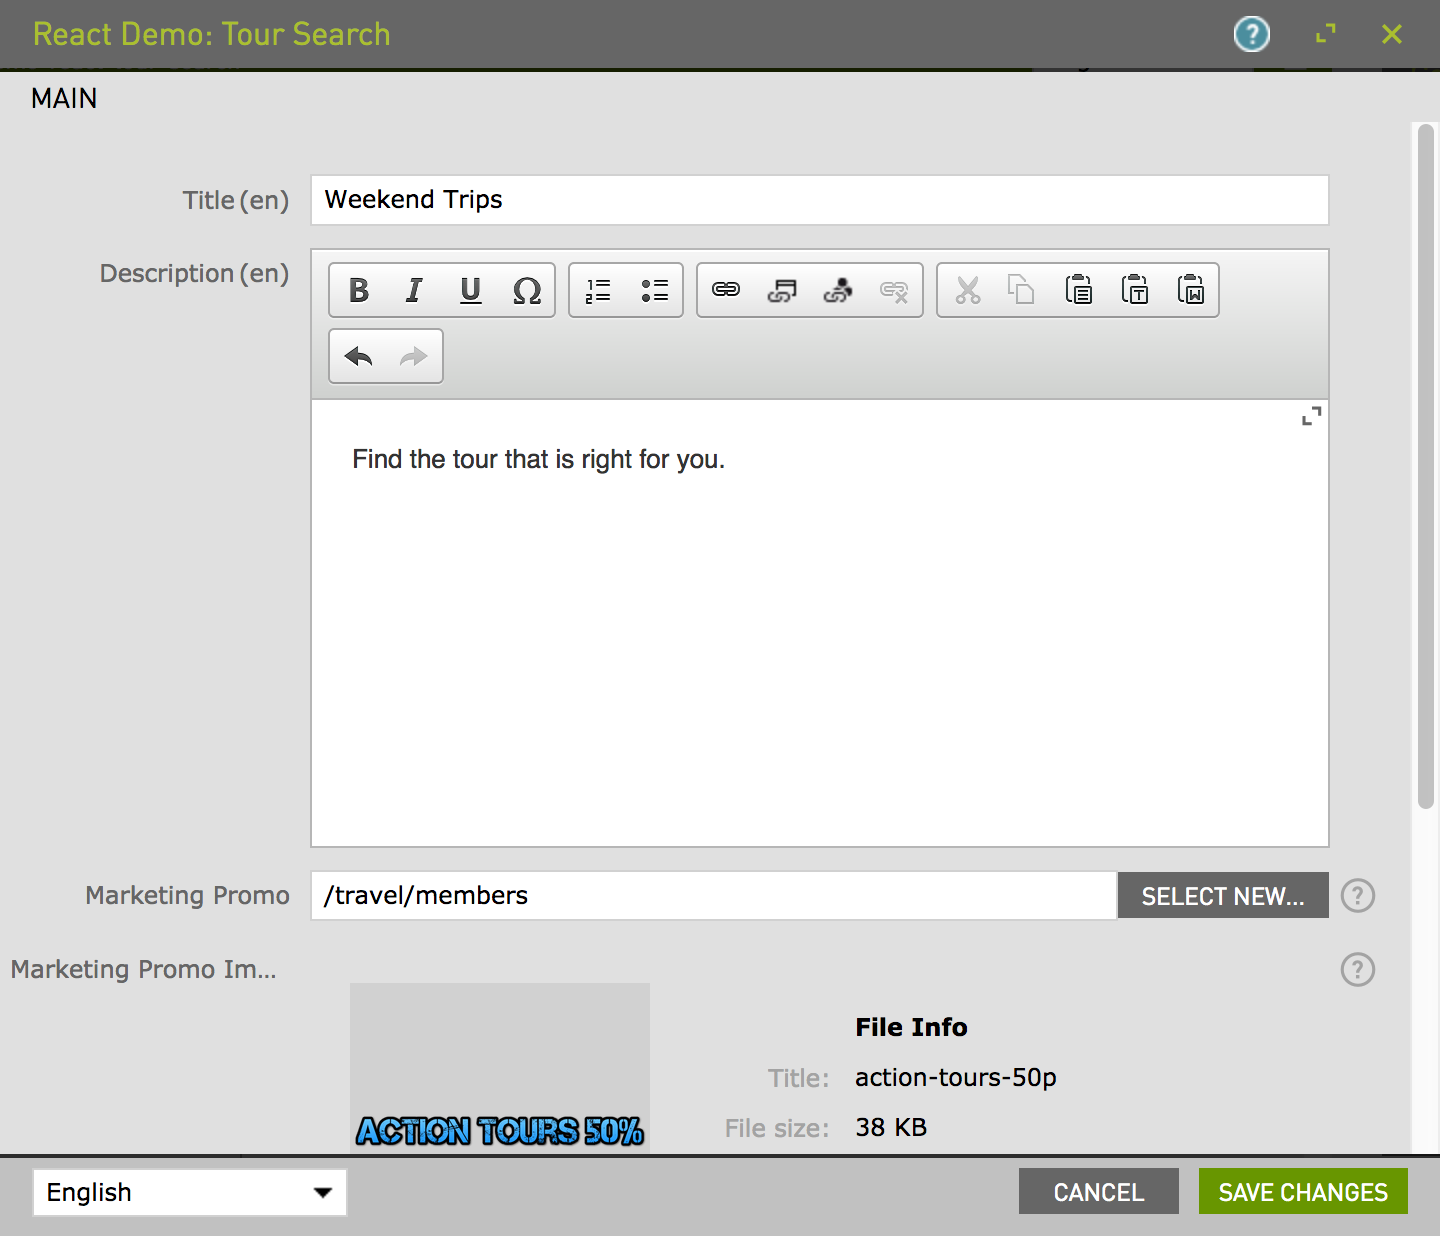 React Demo: Tour Search
?
MAIN
Title (en)
Weekend Trips
Description (en)
B I U Ω
Find the tour that is right for you.
Marketing Promo
/travel/members
SELECT NEW...
?
Marketing Promo Im...
?
File Info
Title: action-tours-50p
File size: 38 KB
ACTION TOURS 50%
English
CANCEL
SAVE CHANGES